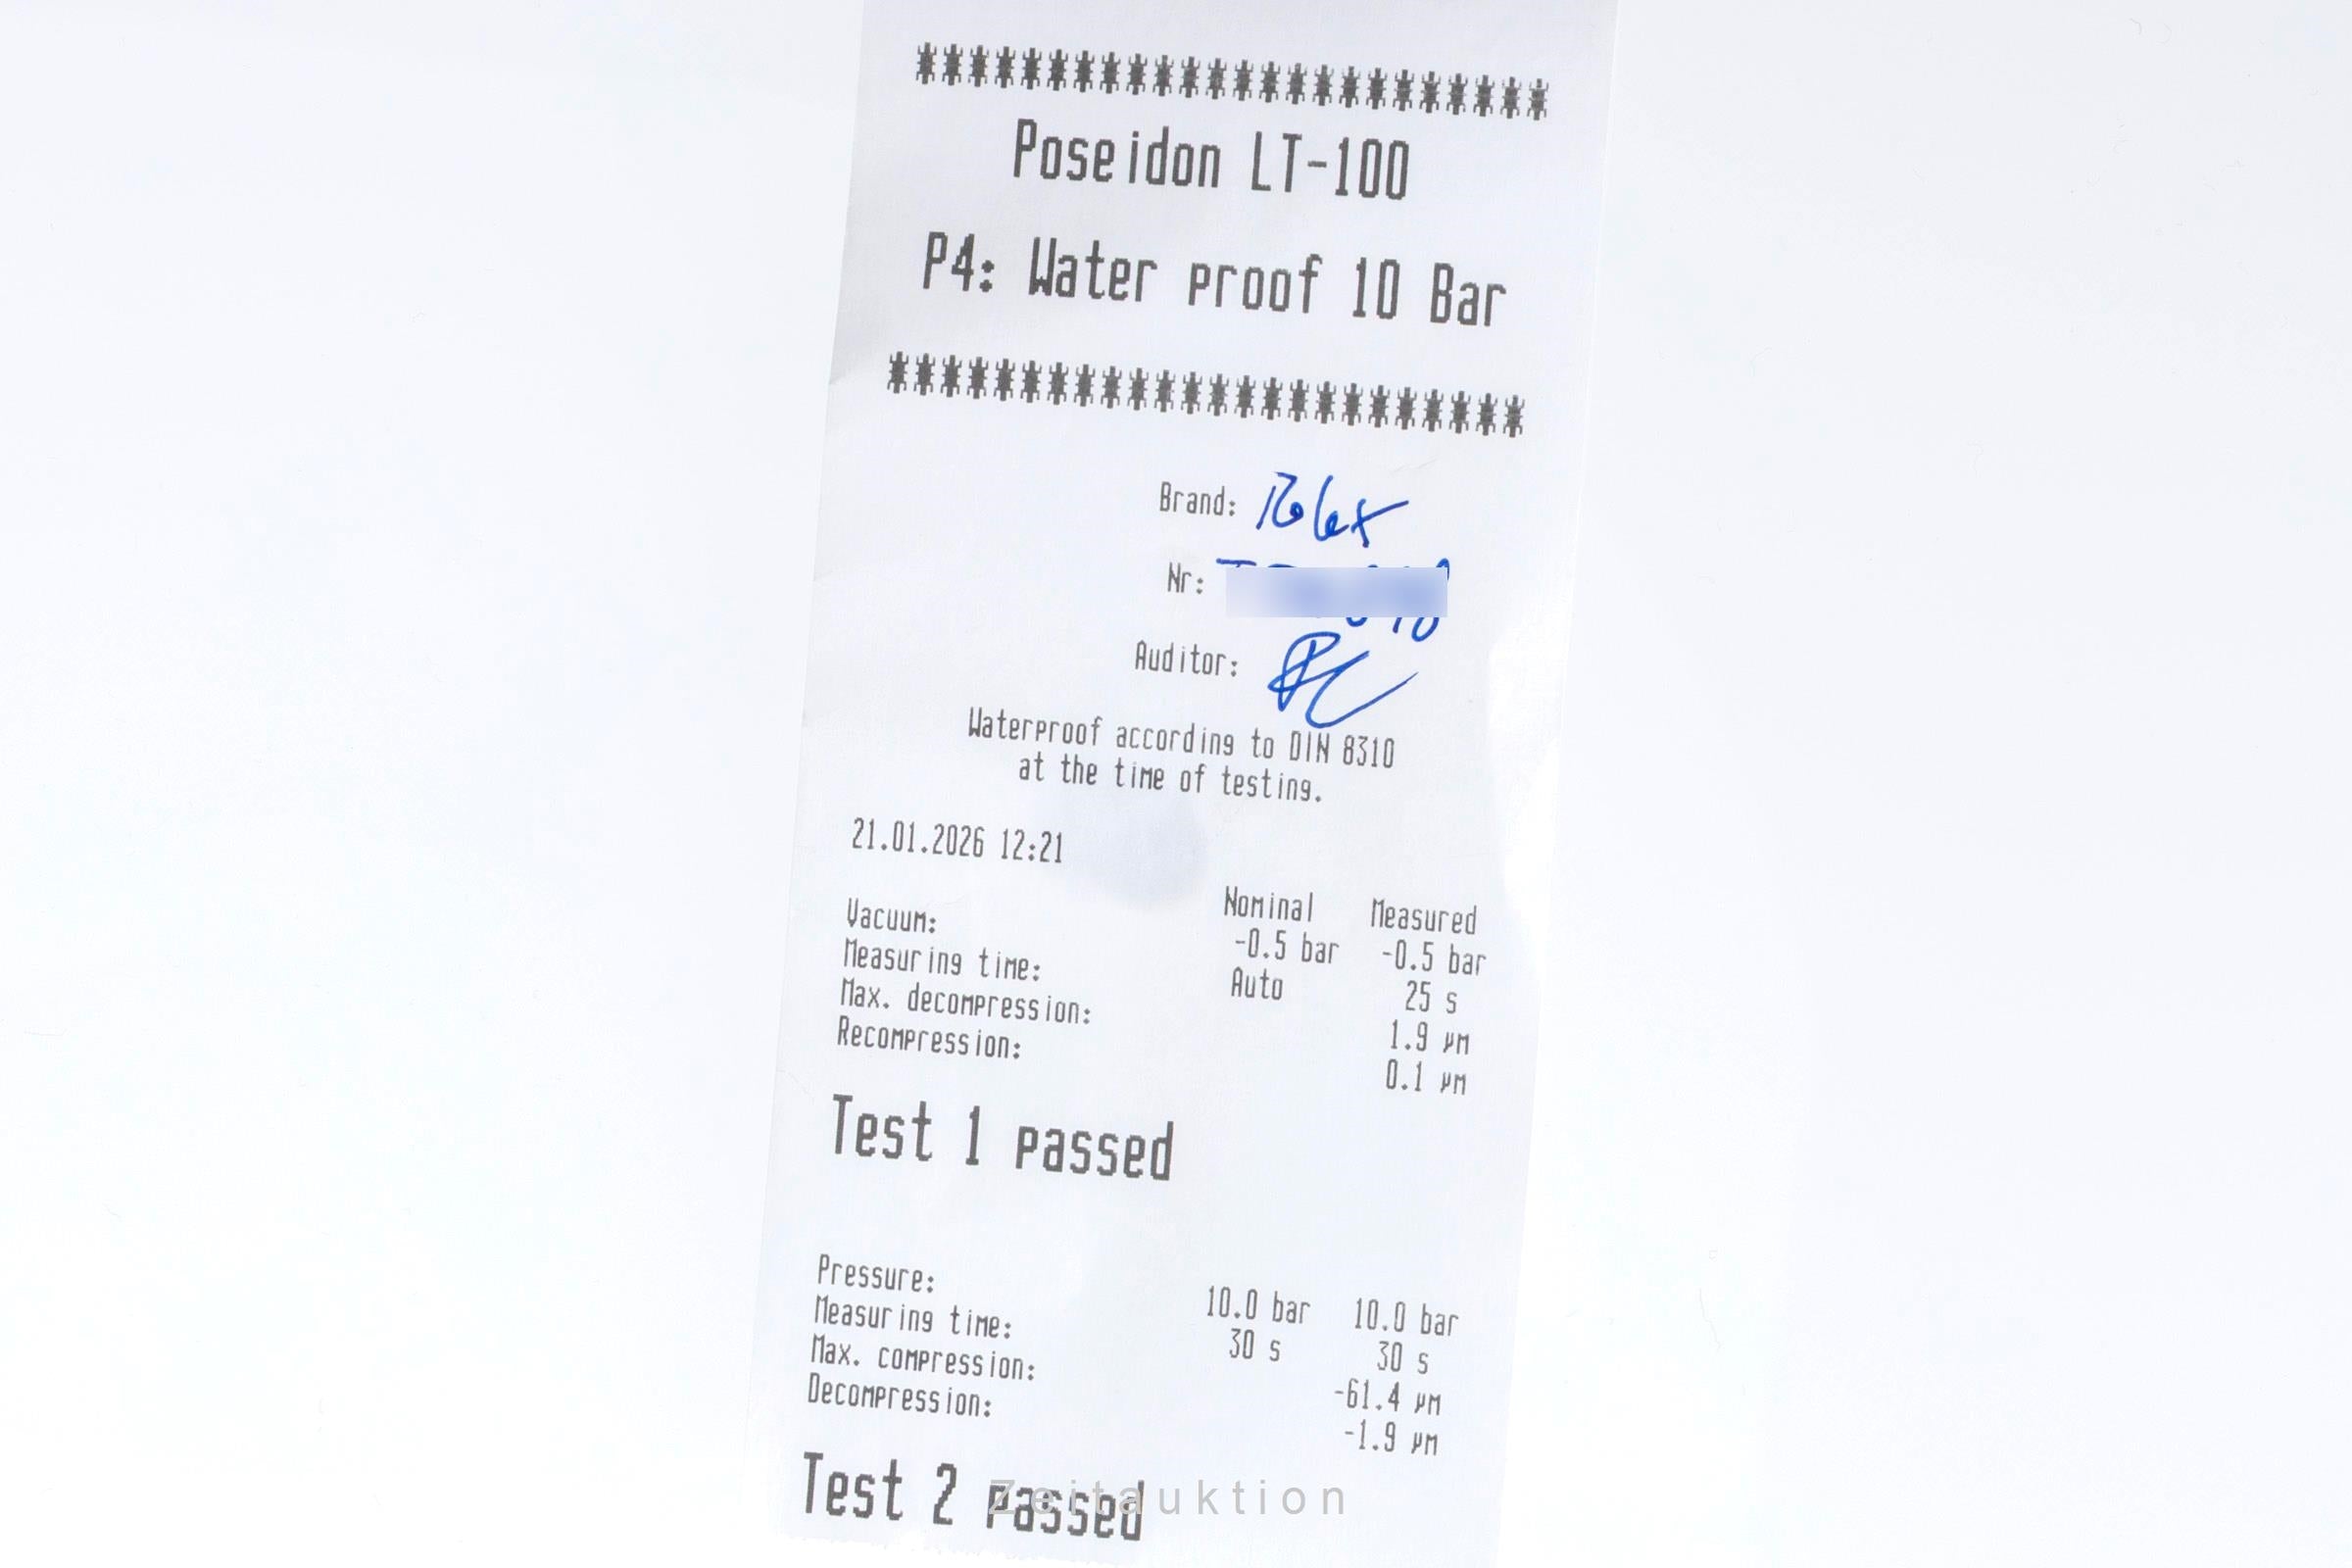 ************************
Poseidon LT-100
P4: Water proof 10 Bar
************************
Brand: Rolex
Nr:
Auditor:
Waterproof according to DIN 8310
at the time of testing.
21.01.2026 12:21
Nominal Measured
Vacuum: -0.5 bar -0.5 bar
Measuring time: Auto 25 s
Max. decompression: 1.9 µm
Recompression: 0.1 µm
Test 1 passed
Pressure: 10.0 bar 10.0 bar
Measuring time: 30 s 30 s
Max. compression: -61.4 µm
Decompression: -1.9 µm
Test 2 passed
Zeitauktion